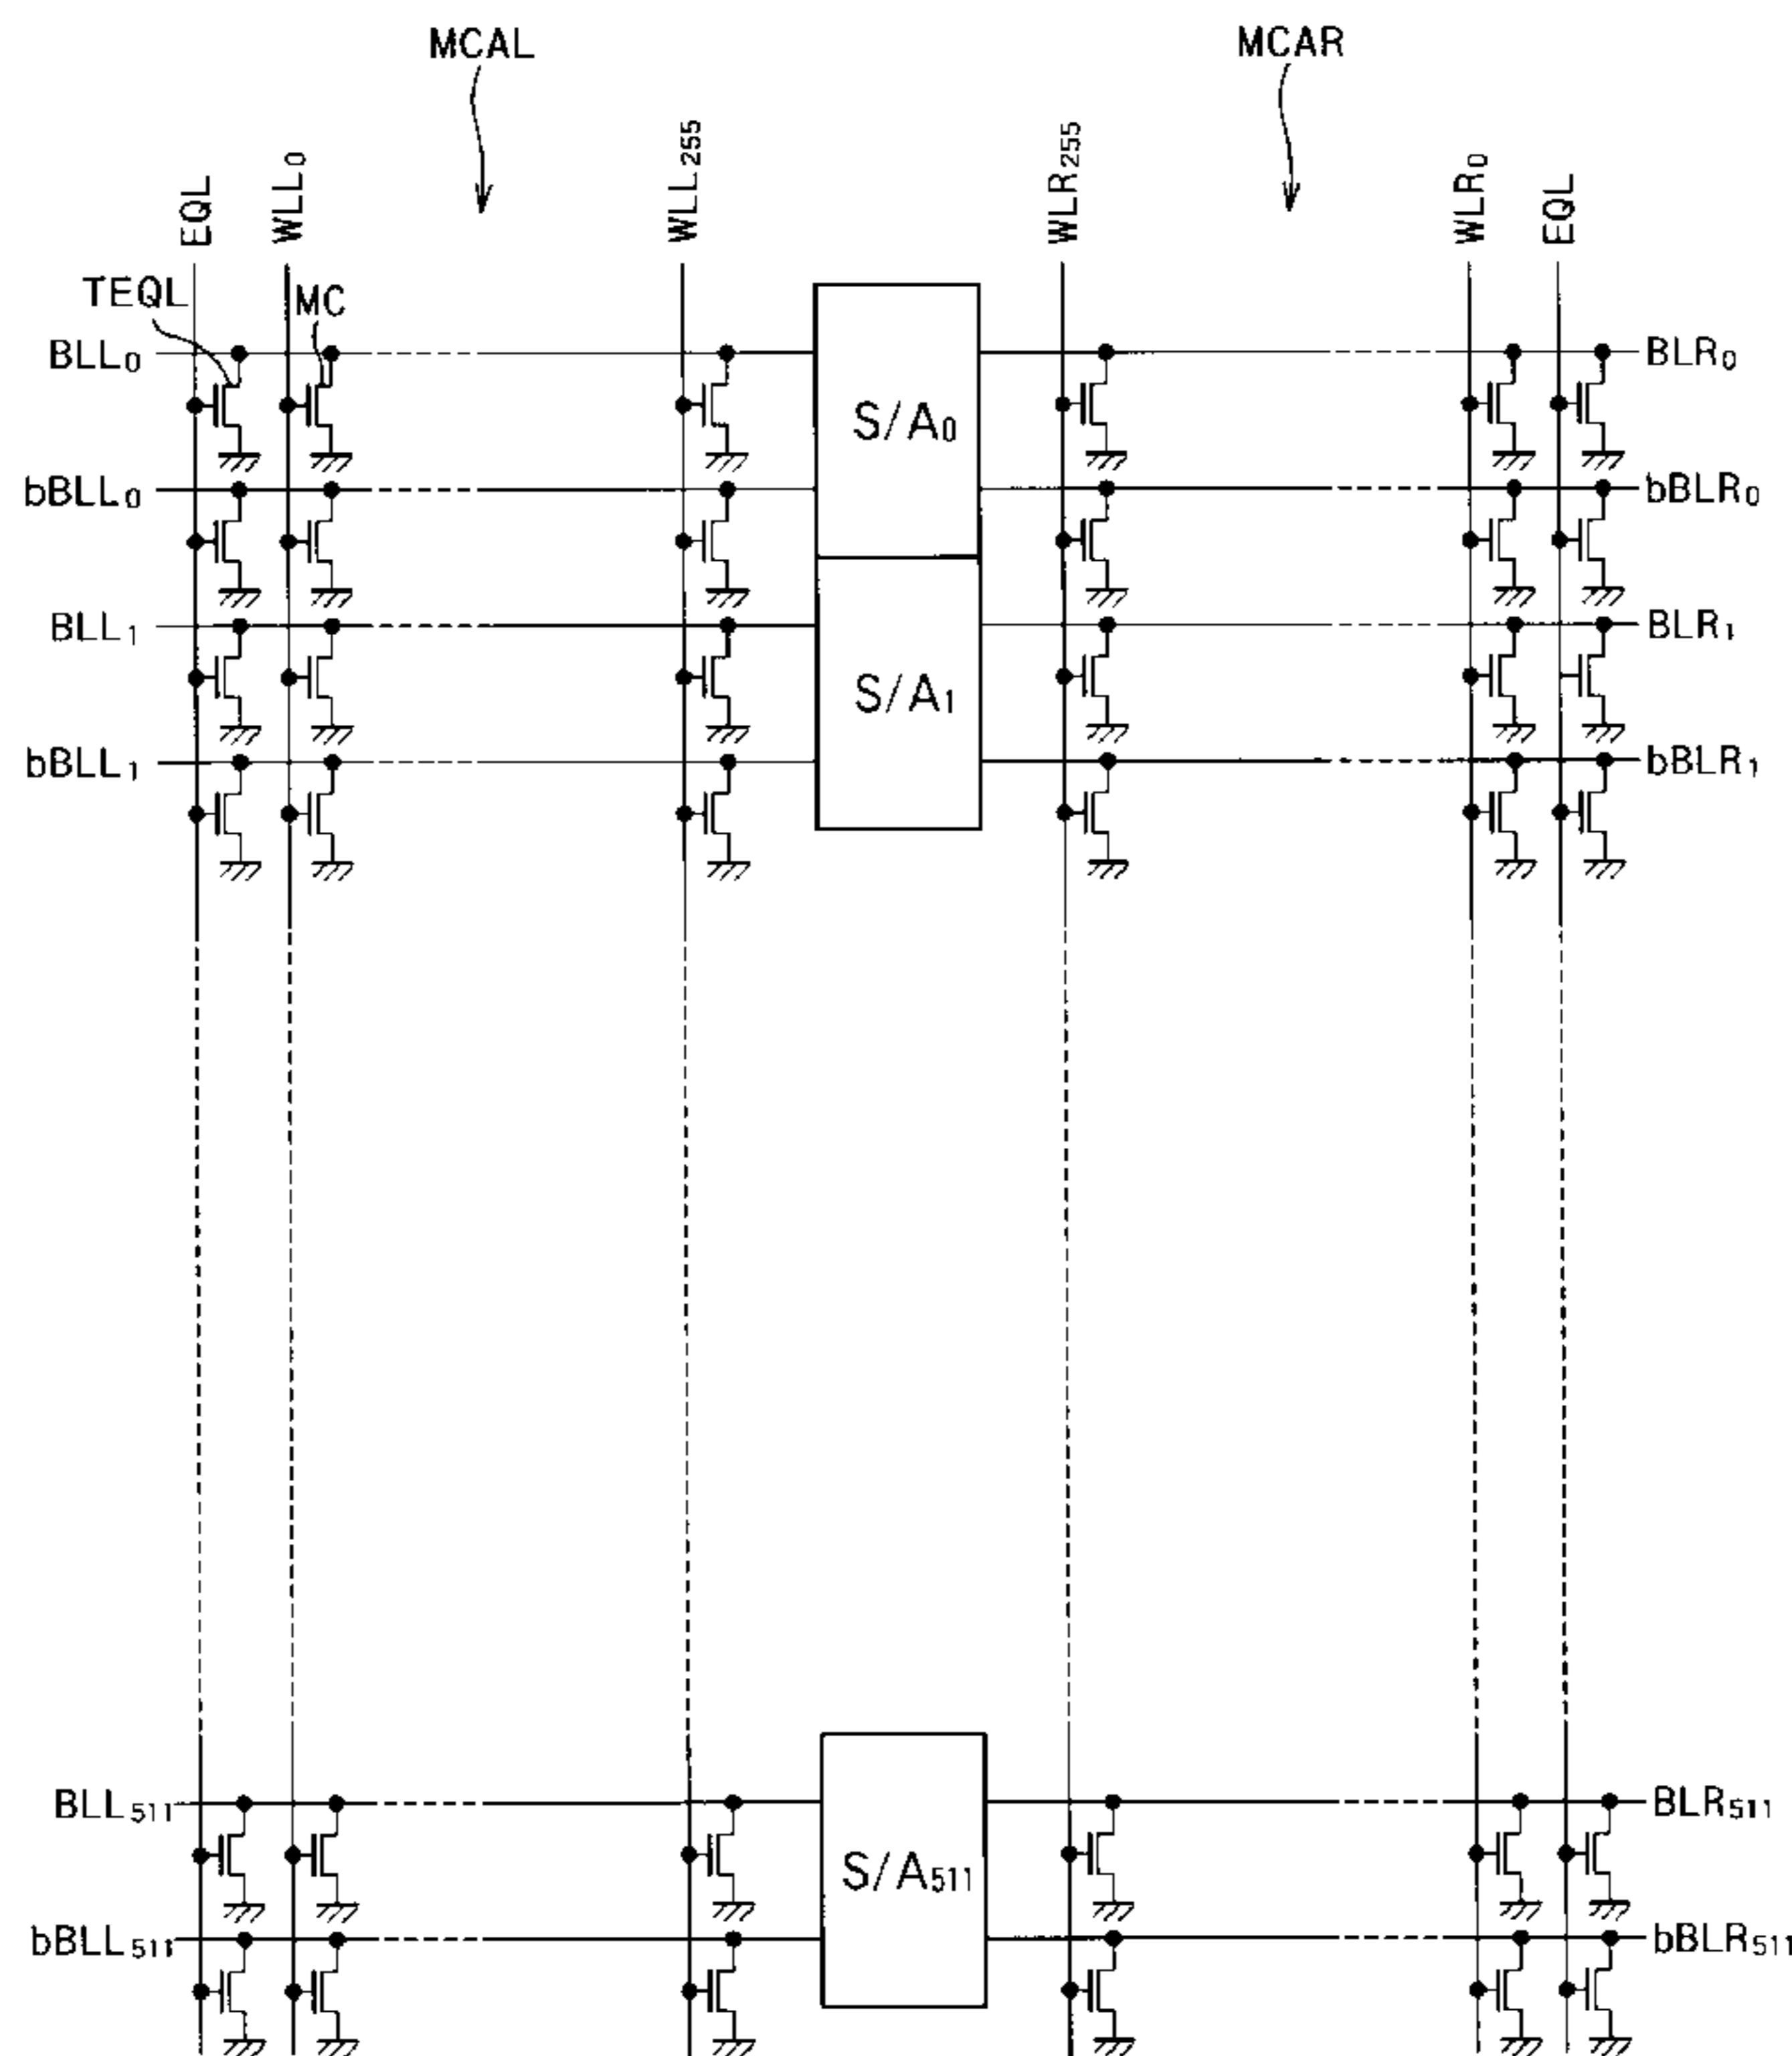 MCAL
MCAR
EQL
WLL0
WLL255
WLR255
WLR0
EQL
TEQL
MC
BLL0
S/A0
BLR0
bBLL0
bBLR0
BLL1
S/A1
BLR1
bBLL1
bBLR1
BLL511
S/A511
BLR511
bBLL511
bBLR511